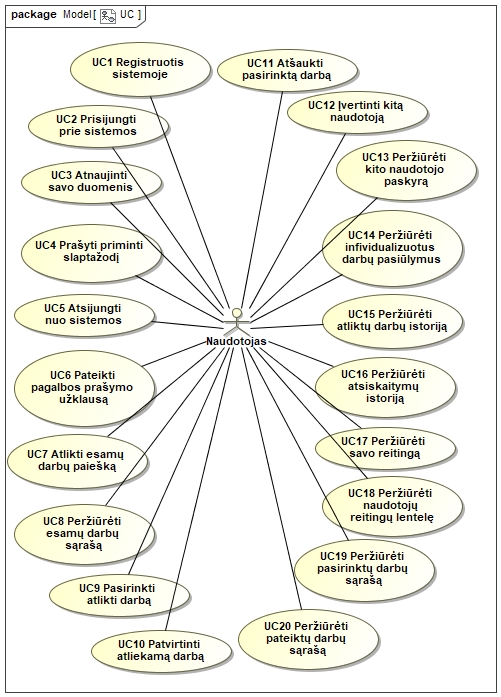 package Model[ UC ]
UC1 Registruotis
sistemoje
UC2 Prisijungti
prie sistemos
UC3 Atnaujinti
savo duomenis
UC4 Prašyti priminti
slaptažodį
UC5 Atsijungti
nuo sistemos
UC6 Pateikti
pagalbos prašymo
užklausą
UC7 Atlikti esamų
darbų paiešką
UC8 Peržiūrėti
esamų darbų
sąrašą
UC9 Pasirinkti
atlikti darbą
UC10 Patvirtinti
atliekamą darbą
Naudotojas
UC11 Atšaukti
pasirinktą darbą
UC12 Įvertinti kitą
naudotoją
UC13 Peržiūrėti
kito naudotojo
paskyrą
UC14 Peržiūrėti
infividualizuotus
darbų pasiūlymus
UC15 Peržiūrėti
atliktų darbų istoriją
UC16 Peržiūrėti
atsiskaitymų
istoriją
UC17 Peržiūrėti
savo reitingą
UC18 Peržiūrėti
naudotojų
reitingų lentelę
UC19 Peržiūrėti
pasirinktų darbų
sąrašą
UC20 Peržiūrėti
pateiktų darbų
sąrašą